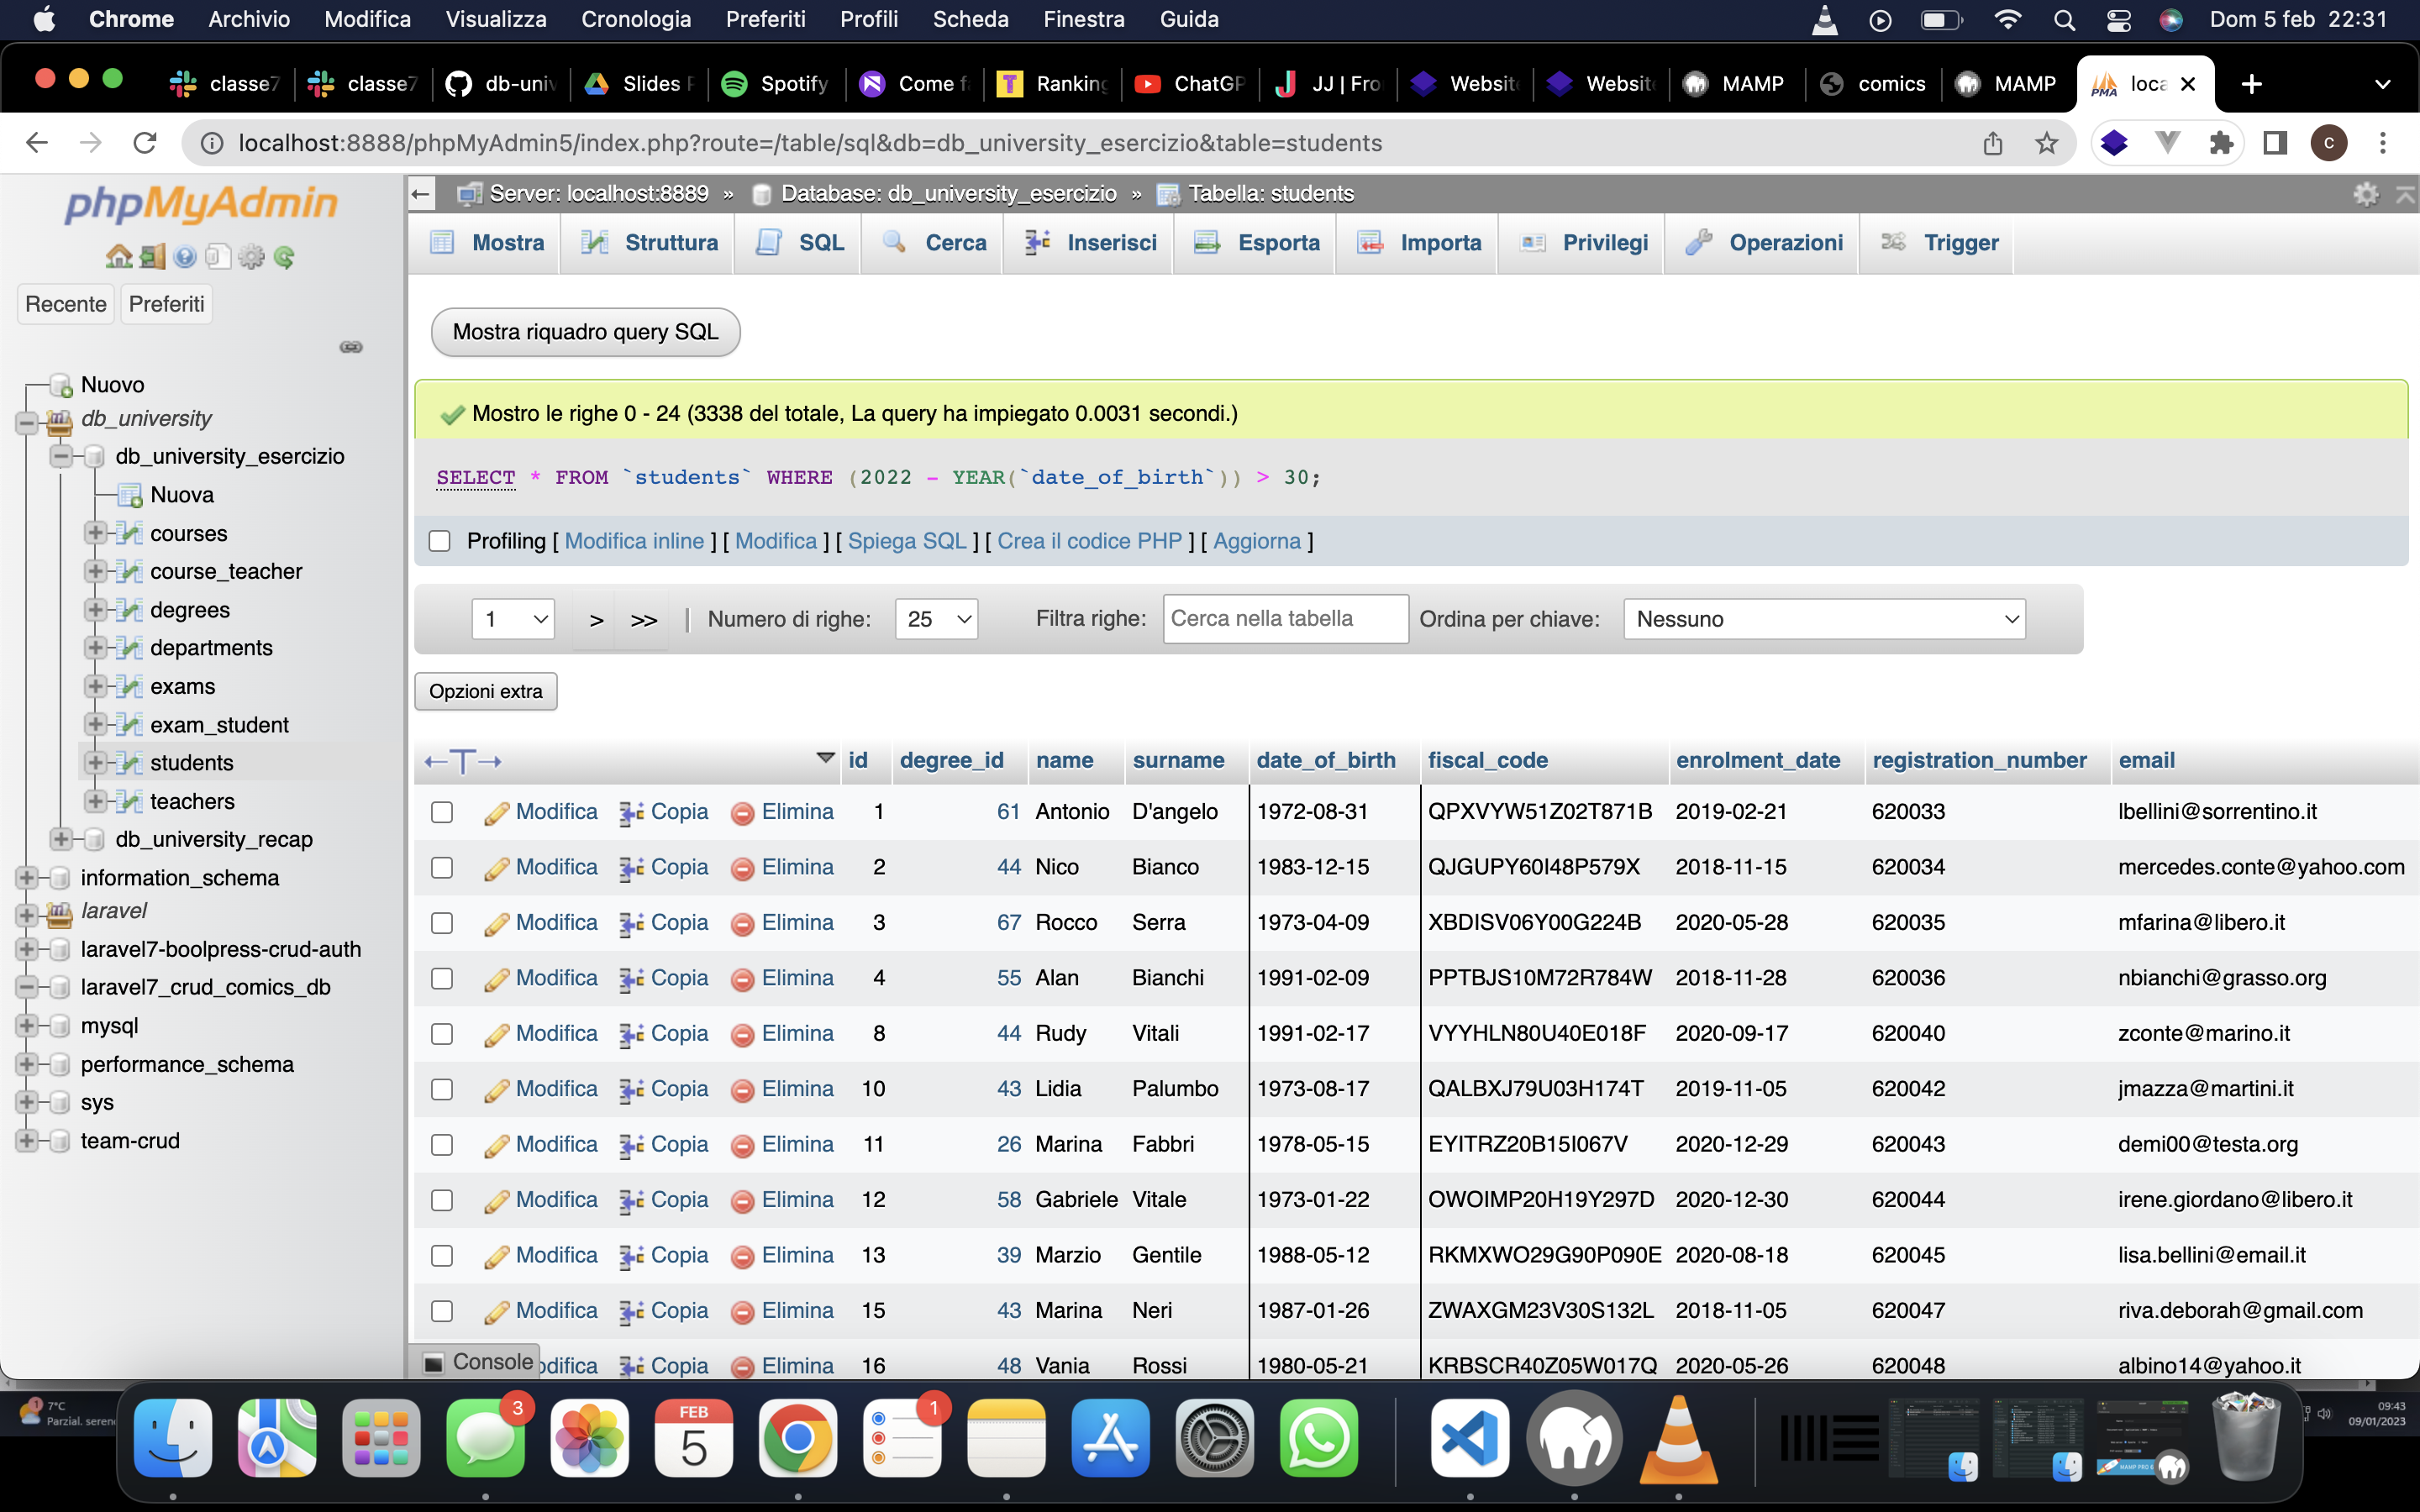 Chrome Archivio Modifica Visualizza Cronologia Preferiti Profili Scheda Finestra Guida Dom 5 feb 22:31
classe7 classe7 db-univ Slides Spotify Come f Ranking ChatGP JJ | Fro Websit Websit MAMP comics MAMP loca
localhost:8888/phpMyAdmin5/index.php?route=/table/sql&db=db_university_esercizio&table=students
c
phpMyAdmin
Recente Preferiti
Nuovo
db_university
db_university_esercizio
Nuova
courses
course_teacher
degrees
departments
exams
exam_student
students
teachers
db_university_recap
information_schema
laravel
laravel7-boolpress-crud-auth
laravel7_crud_comics_db
mysql
performance_schema
sys
team-crud
Server: localhost:8889 » Database: db_university_esercizio » Tabella: students
Mostra Struttura SQL Cerca Inserisci Esporta Importa Privilegi Operazioni Trigger
Mostra riquadro query SQL
Mostro le righe 0 - 24 (3338 del totale, La query ha impiegato 0.0031 secondi.)
SELECT * FROM `students` WHERE (2022 - YEAR(`date_of_birth`)) > 30;
Profiling [ Modifica inline ] [ Modifica ] [ Spiega SQL ] [ Crea il codice PHP ] [ Aggiorna ]
1 > >> | Numero di righe: 25 Filtra righe: Cerca nella tabella Ordina per chiave: Nessuno
Opzioni extra
←T→ id degree_id name surname date_of_birth fiscal_code enrolment_date registration_number email
Modifica Copia Elimina 1 61 Antonio D'angelo 1972-08-31 QPXVYW51Z02T871B 2019-02-21 620033 lbellini@sorrentino.it
Modifica Copia Elimina 2 44 Nico Bianco 1983-12-15 QJGUPY60I48P579X 2018-11-15 620034 mercedes.conte@yahoo.com
Modifica Copia Elimina 3 67 Rocco Serra 1973-04-09 XBDISV06Y00G224B 2020-05-28 620035 mfarina@libero.it
Modifica Copia Elimina 4 55 Alan Bianchi 1991-02-09 PPTBJS10M72R784W 2018-11-28 620036 nbianchi@grasso.org
Modifica Copia Elimina 8 44 Rudy Vitali 1991-02-17 VYYHLN80U40E018F 2020-09-17 620040 zconte@marino.it
Modifica Copia Elimina 10 43 Lidia Palumbo 1973-08-17 QALBXJ79U03H174T 2019-11-05 620042 jmazza@martini.it
Modifica Copia Elimina 11 26 Marina Fabbri 1978-05-15 EYITRZ20B15I067V 2020-12-29 620043 demi00@testa.org
Modifica Copia Elimina 12 58 Gabriele Vitale 1973-01-22 OWOIMP20H19Y297D 2020-12-30 620044 irene.giordano@libero.it
Modifica Copia Elimina 13 39 Marzio Gentile 1988-05-12 RKMXWO29G90P090E 2020-08-18 620045 lisa.bellini@email.it
Modifica Copia Elimina 15 43 Marina Neri 1987-01-26 ZWAXGM23V30S132L 2018-11-05 620047 riva.deborah@gmail.com
Console odifica Copia Elimina 16 48 Vania Rossi 1980-05-21 KRBSCR40Z05W017Q 2020-05-26 620048 albino14@yahoo.it
1 7°C
Parzial. seren
3
FEB
5
1
09:43
09/01/2023